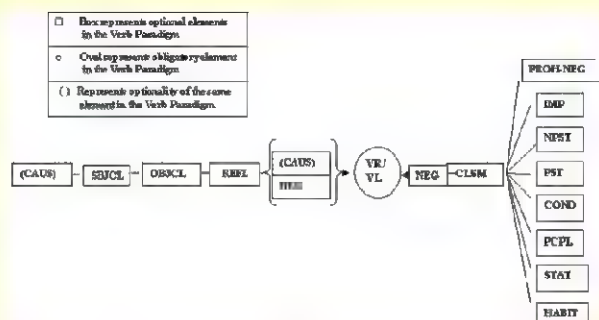 □ Box represents optional elements
in the Verb Paradigm
○ Oval represents obligatory element
in the Verb Paradigm
( ) Represents optionality of the same
element in the Verb Paradigm.
(CAUS) SBJCL OBJCL REFL (CAUS) VR/ VL NEG CLSM
PROH-NEG
IMP
NPST
PST
COND
PCPL
STAT
HABIT